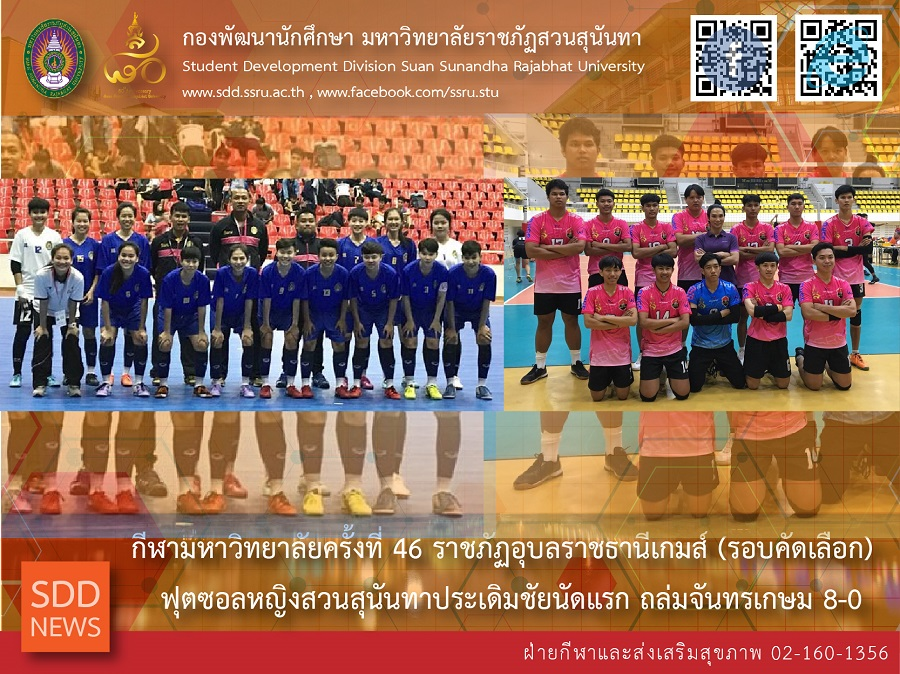 กองพัฒนานักศึกษา มหาวิทยาลัยราชภัฏสวนสุนันทา
Student Development Division Suan Sunandha Rajabhat University
www.sdd.ssru.ac.th , www.facebook.com/ssru.stu
กีฬามหาวิทยาลัยครั้งที่ 46 ราชภัฏอุบลราชธานีเกมส์ (รอบคัดเลือก)
ฟุตซอลหญิงสวนสุนันทาประเดิมชัยนัดแรก ถล่มจันทรเกษม 8-0
SDD
NEWS
ฝ่ายกีฬาและส่งเสริมสุขภาพ 02-160-1356